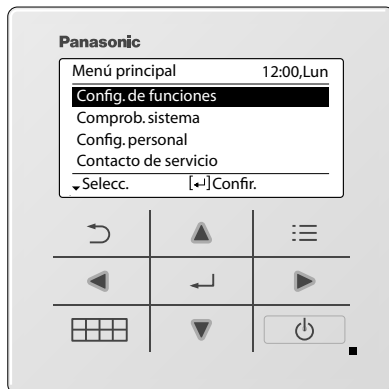 Panasonic
Menú principal 12:00,Lun
Config. de funciones
Comprob. sistema
Config. personal
Contacto de servicio
Selecc. [↵]Confir.